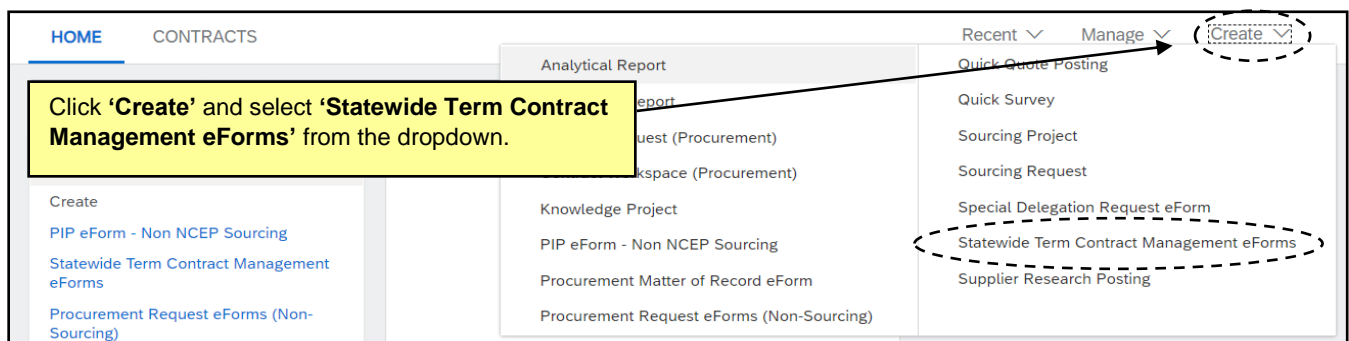 HOME CONTRACTS Recent Manage Create
Click ‘Create’ and select ‘Statewide Term Contract
Management eForms’ from the dropdown.
Create
PIP eForm - Non NCEP Sourcing
Statewide Term Contract Management
eForms
Procurement Request eForms (Non-
Sourcing)
Analytical Report
eport
uest (Procurement)
kspace (Procurement)
Knowledge Project
PIP eForm - Non NCEP Sourcing
Procurement Matter of Record eForm
Procurement Request eForms (Non-Sourcing)
Quick Quote Posting
Quick Survey
Sourcing Project
Sourcing Request
Special Delegation Request eForm
Statewide Term Contract Management eForms
Supplier Research Posting